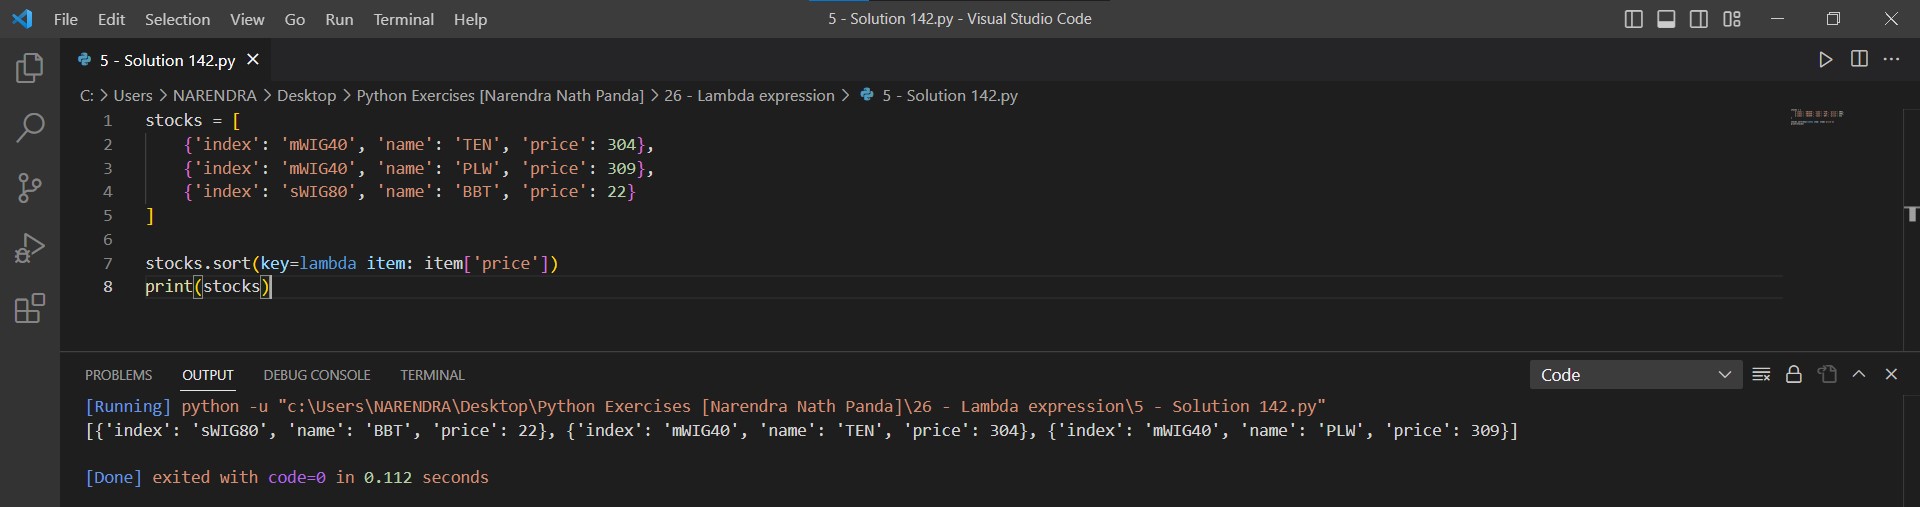 File Edit Selection View Go Run Terminal Help 5 - Solution 142.py - Visual Studio Code
5 - Solution 142.py
C: > Users > NARENDRA > Desktop > Python Exercises [Narendra Nath Panda] > 26 - Lambda expression > 5 - Solution 142.py
1 stocks = [
2     {'index': 'mWIG40', 'name': 'TEN', 'price': 304},
3     {'index': 'mWIG40', 'name': 'PLW', 'price': 309},
4     {'index': 'sWIG80', 'name': 'BBT', 'price': 22}
5 ]
6
7 stocks.sort(key=lambda item: item['price'])
8 print(stocks)
PROBLEMS OUTPUT DEBUG CONSOLE TERMINAL Code
[Running] python -u "c:\Users\NARENDRA\Desktop\Python Exercises [Narendra Nath Panda]\26 - Lambda expression\5 - Solution 142.py"
[{'index': 'sWIG80', 'name': 'BBT', 'price': 22}, {'index': 'mWIG40', 'name': 'TEN', 'price': 304}, {'index': 'mWIG40', 'name': 'PLW', 'price': 309}]
[Done] exited with code=0 in 0.112 seconds